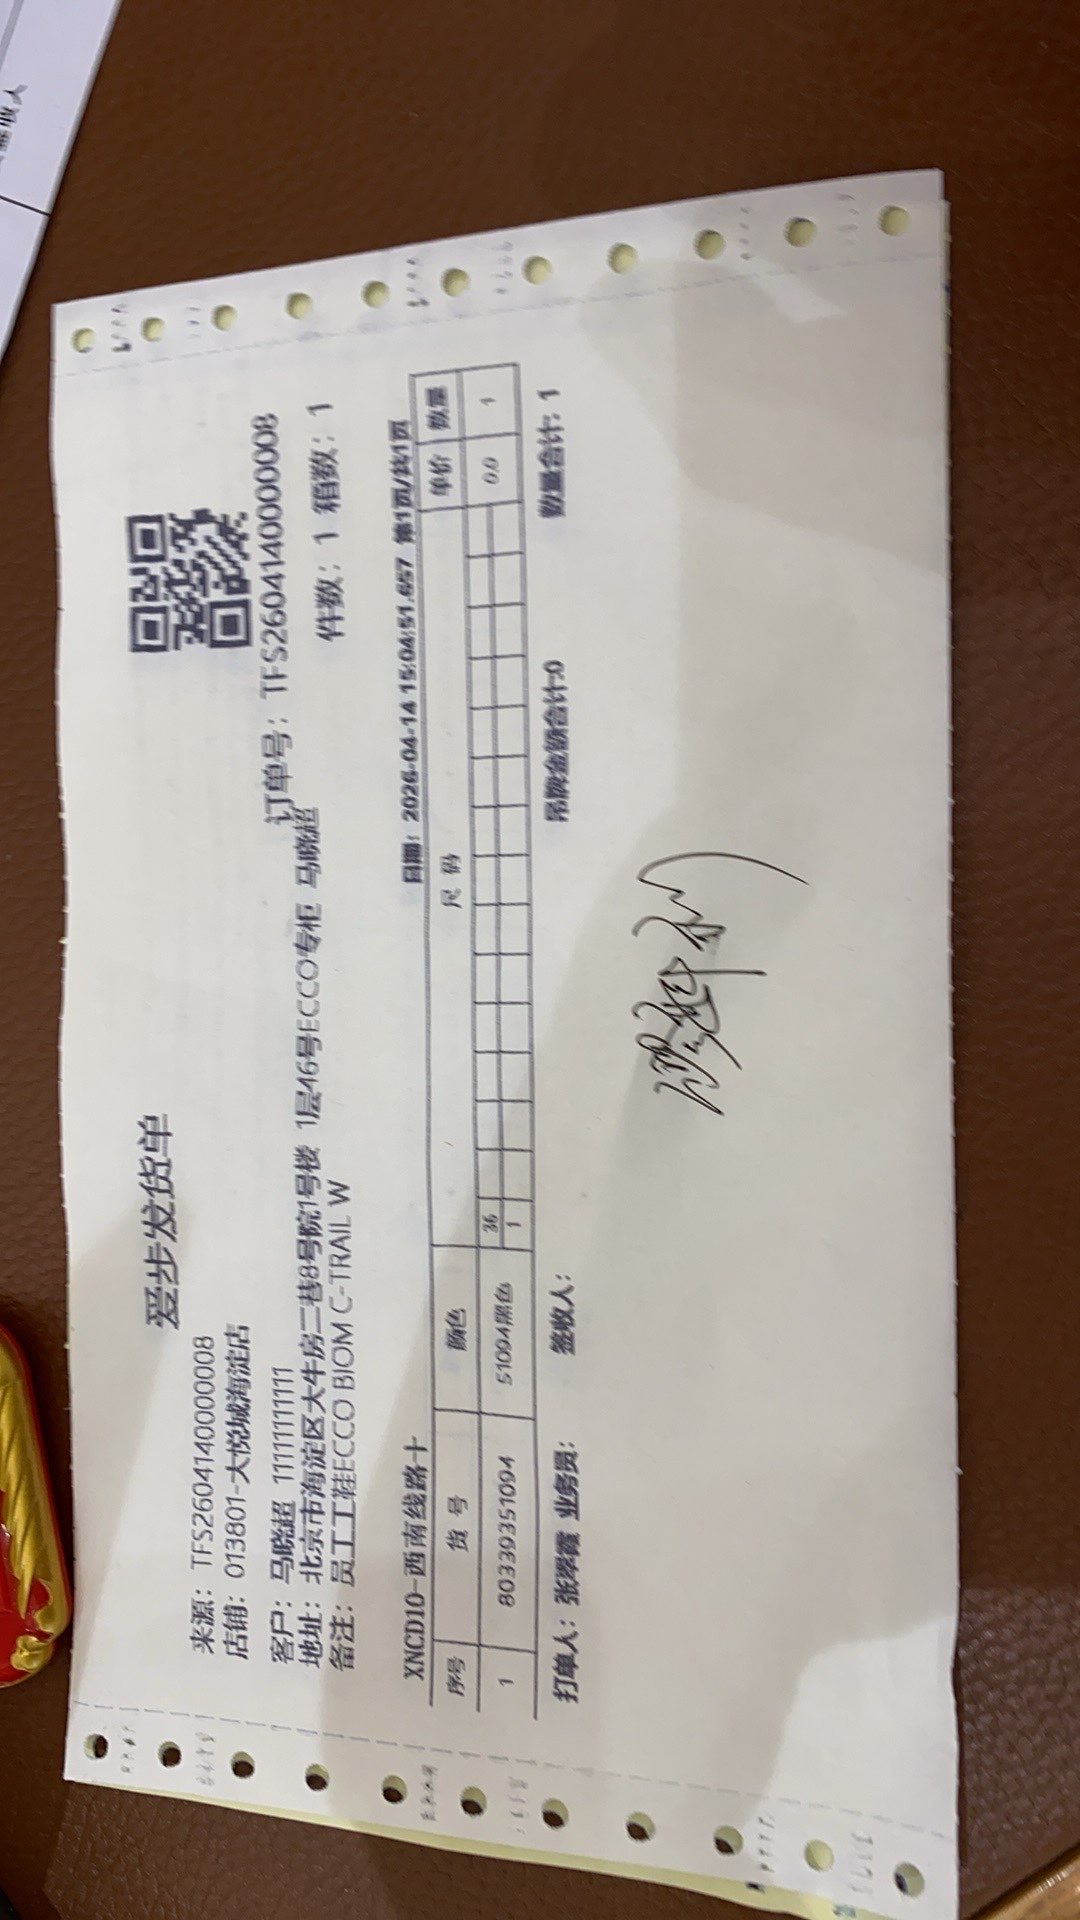 爱步发货单
来源：TFS260414000008
店铺：013801-大悦城海淀店
订单号：TFS260414000008
客户：马晓超 11111111111
件数：1 箱数：1
地址：北京市海淀区大牛房二巷8号院1号楼 1层46号ECCO专柜 马晓超
备注：员工工鞋ECCO BIOM C-TRAIL W
XNCD10-西南线路十 日期：2026-04-14 15:04:51.657 第1页/共1页
序号 货号 颜色 尺码 单价 数量
1 80339351094 51094黑色 36 0.0 1
1
打单人：张翠霞 业务员： 签收人： 吊牌金额合计:0 数量合计：1